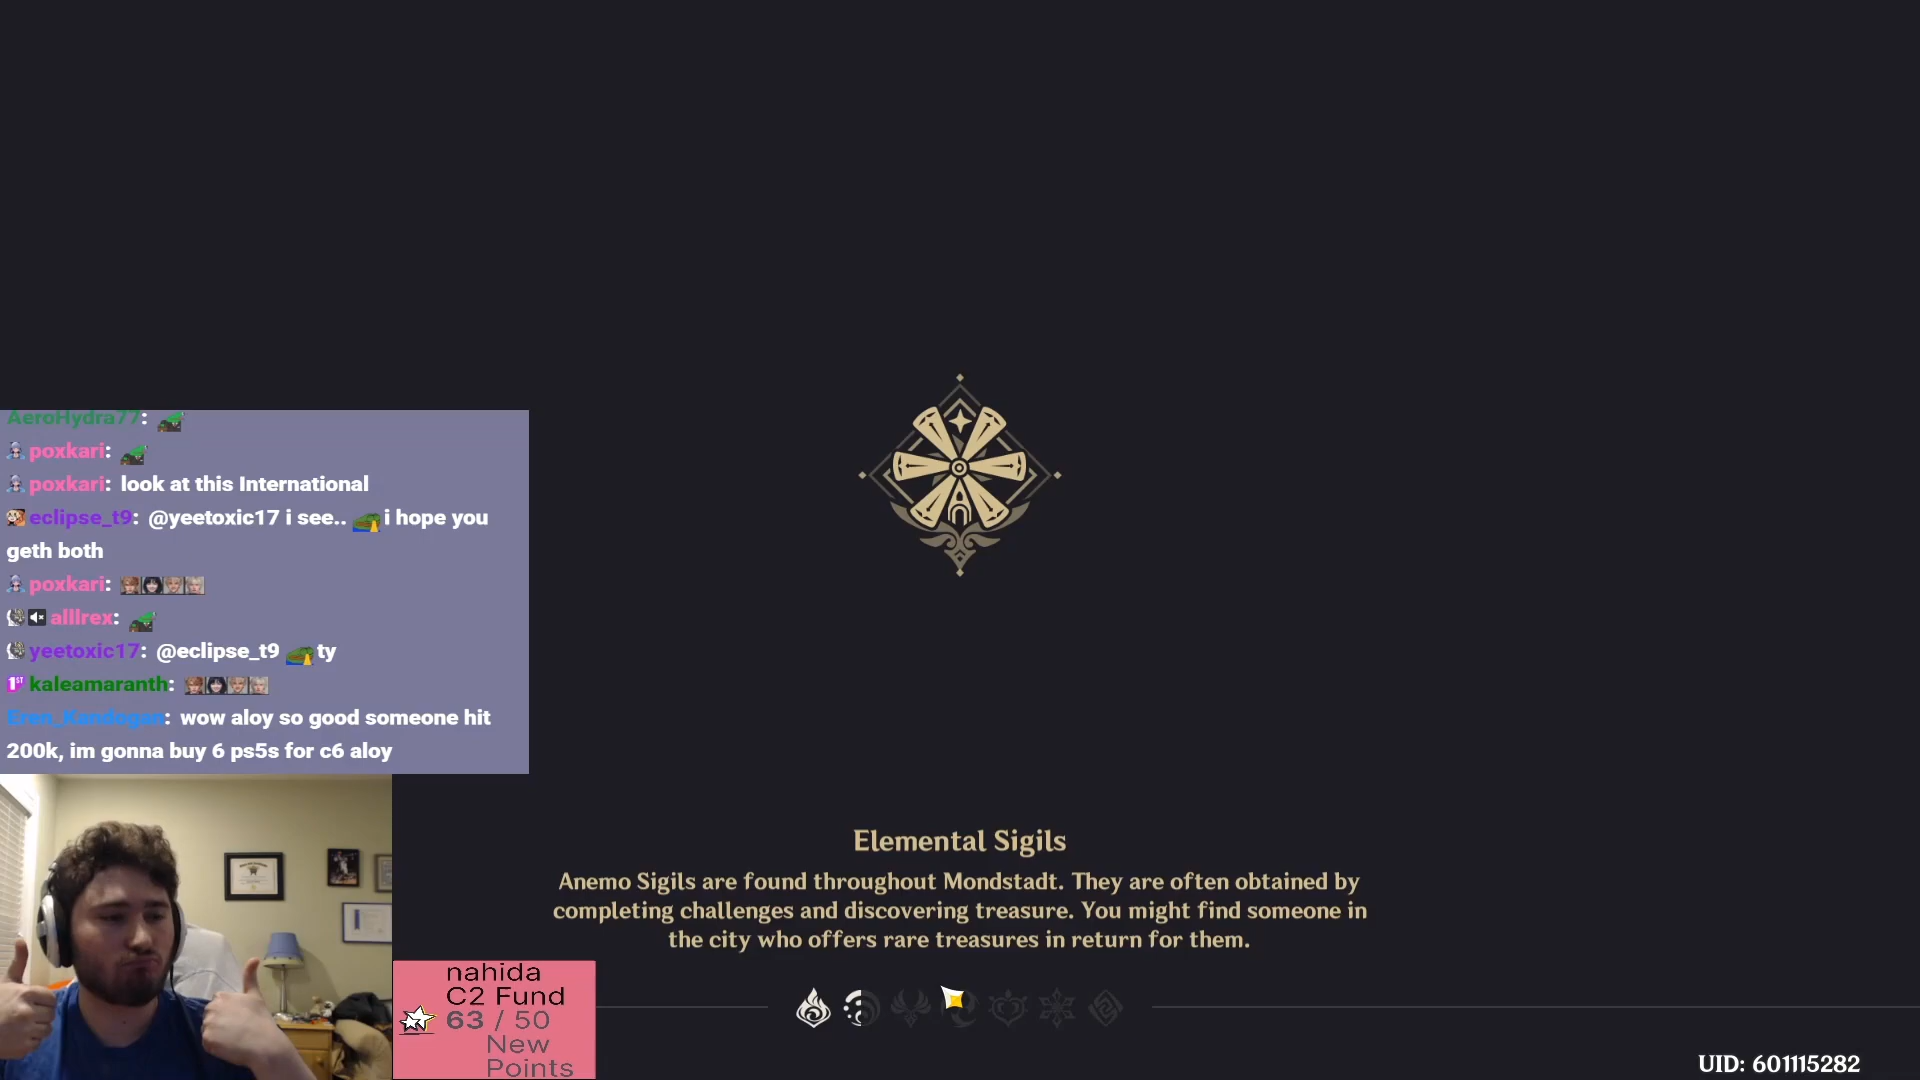 AeroHydra77:
poxkari:
poxkari: look at this International
eclipse_t9: @yeetoxic17 i see.. i hope you
geth both
poxkari:
alllrex:
yeetoxic17: @eclipse_t9 ty
1ST kaleamaranth:
Eren_Kandogan: wow aloy so good someone hit
200k, im gonna buy 6 ps5s for c6 aloy
Elemental Sigils
Anemo Sigils are found throughout Mondstadt. They are often obtained by
completing challenges and discovering treasure. You might find someone in
the city who offers rare treasures in return for them.
nahida
C2 Fund
63 / 50
New
Points
UID: 601115282